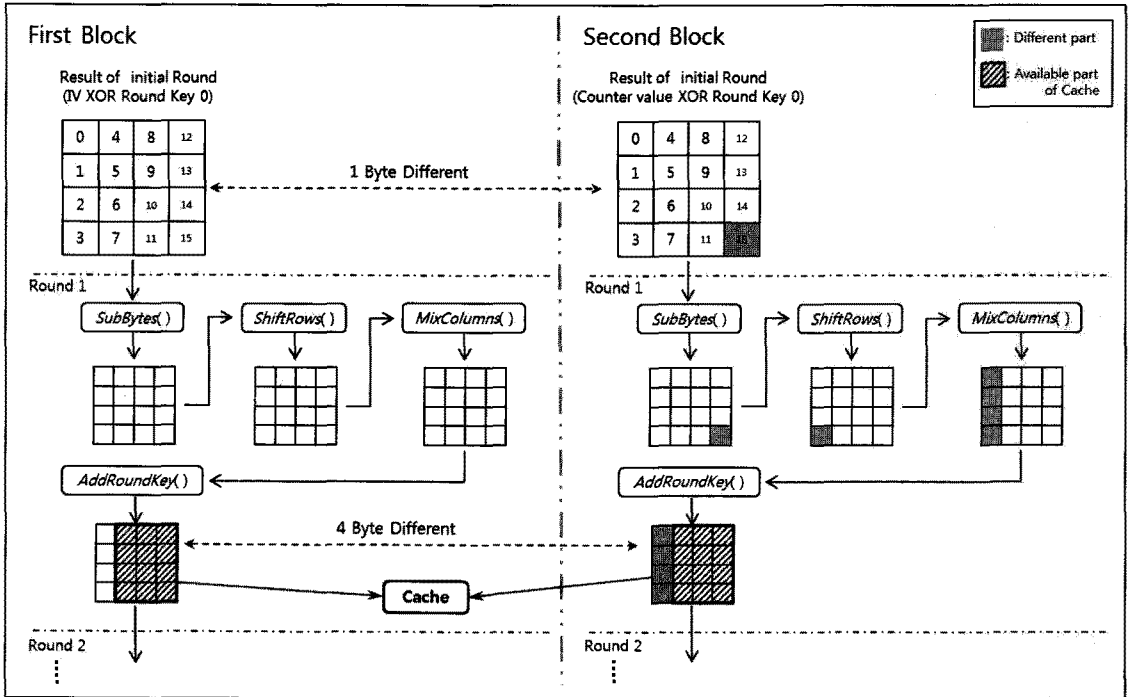 First Block
Result of initial Round
(IV XOR Round Key 0)
0 4 8 12
1 5 9 13
2 6 10 14
3 7 11 15
1 Byte Different
Second Block
Result of initial Round
(Counter value XOR Round Key 0)
0 4 8 12
1 5 9 13
2 6 10 14
3 7 11 15
: Different part
: Available part
of Cache
Round 1
SubBytes( )
ShiftRows( )
MixColumns( )
AddRoundKey( )
Round 1
SubBytes( )
ShiftRows( )
MixColumns( )
AddRoundKey( )
4 Byte Different
Cache
Round 2
Round 2